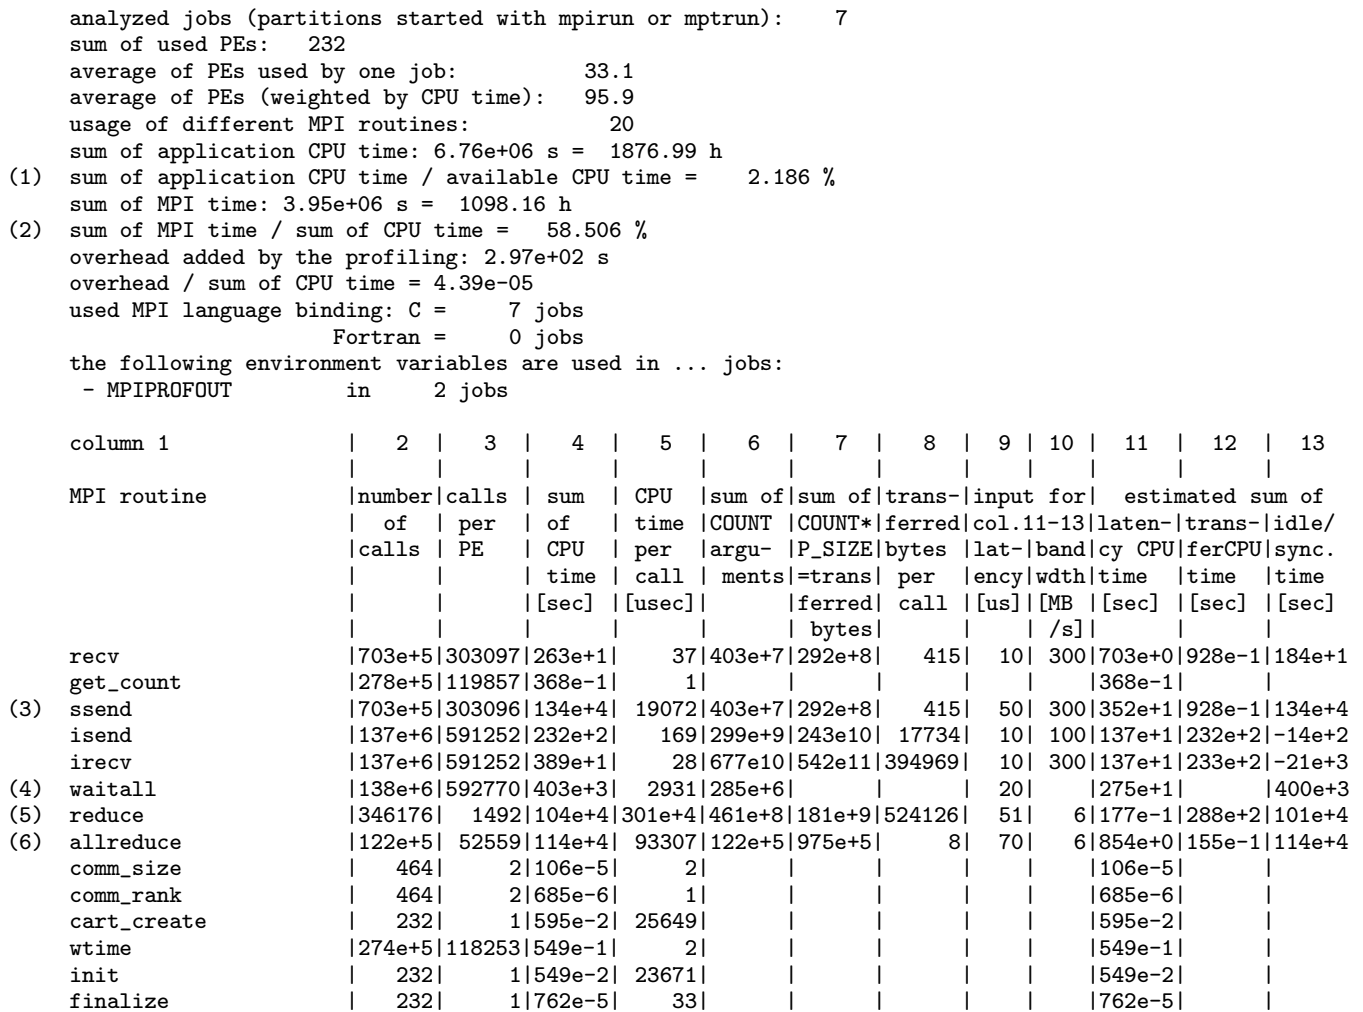 analyzed jobs (partitions started with mpirun or mptrun):    7
sum of used PEs:   232
average of PEs used by one job:          33.1
average of PEs (weighted by CPU time):   95.9
usage of different MPI routines:           20
sum of application CPU time: 6.76e+06 s =  1876.99 h
(1)  sum of application CPU time / available CPU time =    2.186 %
sum of MPI time: 3.95e+06 s =  1098.16 h
(2)  sum of MPI time / sum of CPU time =   58.506 %
overhead added by the profiling: 2.97e+02 s
overhead / sum of CPU time = 4.39e-05
used MPI language binding: C =     7 jobs
Fortran =     0 jobs
the following environment variables are used in ... jobs:
- MPIPROFOUT         in     2 jobs
column 1             |   2  |   3  |   4  |   5  |   6  |   7  |   8  |  9 | 10 |  11  |  12  |  13
|      |      |      |      |      |      |      |    |    |      |      |
MPI routine          |number|calls | sum  | CPU  |sum of|sum of|trans-|input for|  estimated sum of
|  of  | per  | of   | time |COUNT |COUNT*|ferred|col.11-13|laten-|trans-|idle/
|calls | PE   | CPU  | per  |argu- |P_SIZE|bytes |lat-|band|cy CPU|ferCPU|sync.
|      |      | time | call | ments|=trans| per  |ency|wdth|time  |time  |time
|      |      |[sec] |[usec]|      |ferred| call |[us]|[MB |[sec] |[sec] |[sec]
|      |      |      |      |      | bytes|      |    | /s]|      |      |
recv                 |703e+5|303097|263e+1|    37|403e+7|292e+8|   415|  10| 300|703e+0|928e-1|184e+1
get_count            |278e+5|119857|368e-1|     1|      |      |      |    |    |368e-1|      |
(3)  ssend                |703e+5|303096|134e+4| 19072|403e+7|292e+8|   415|  50| 300|352e+1|928e-1|134e+4
isend                |137e+6|591252|232e+2|   169|299e+9|243e10| 17734|  10| 100|137e+1|232e+2|-14e+2
irecv                |137e+6|591252|389e+1|    28|677e10|542e11|394969|  10| 300|137e+1|233e+2|-21e+3
(4)  waitall              |138e+6|592770|403e+3|  2931|285e+6|      |      |  20|    |275e+1|      |400e+3
(5)  reduce               |346176|  1492|104e+4|301e+4|461e+8|181e+9|524126|  51|   6|177e-1|288e+2|101e+4
(6)  allreduce            |122e+5| 52559|114e+4| 93307|122e+5|975e+5|     8|  70|   6|854e+0|155e-1|114e+4
comm_size            |   464|     2|106e-5|     2|      |      |      |    |    |106e-5|      |
comm_rank            |   464|     2|685e-6|     1|      |      |      |    |    |685e-6|      |
cart_create          |   232|     1|595e-2| 25649|      |      |      |    |    |595e-2|      |
wtime                |274e+5|118253|549e-1|     2|      |      |      |    |    |549e-1|      |
init                 |   232|     1|549e-2| 23671|      |      |      |    |    |549e-2|      |
finalize             |   232|     1|762e-5|    33|      |      |      |    |    |762e-5|      |